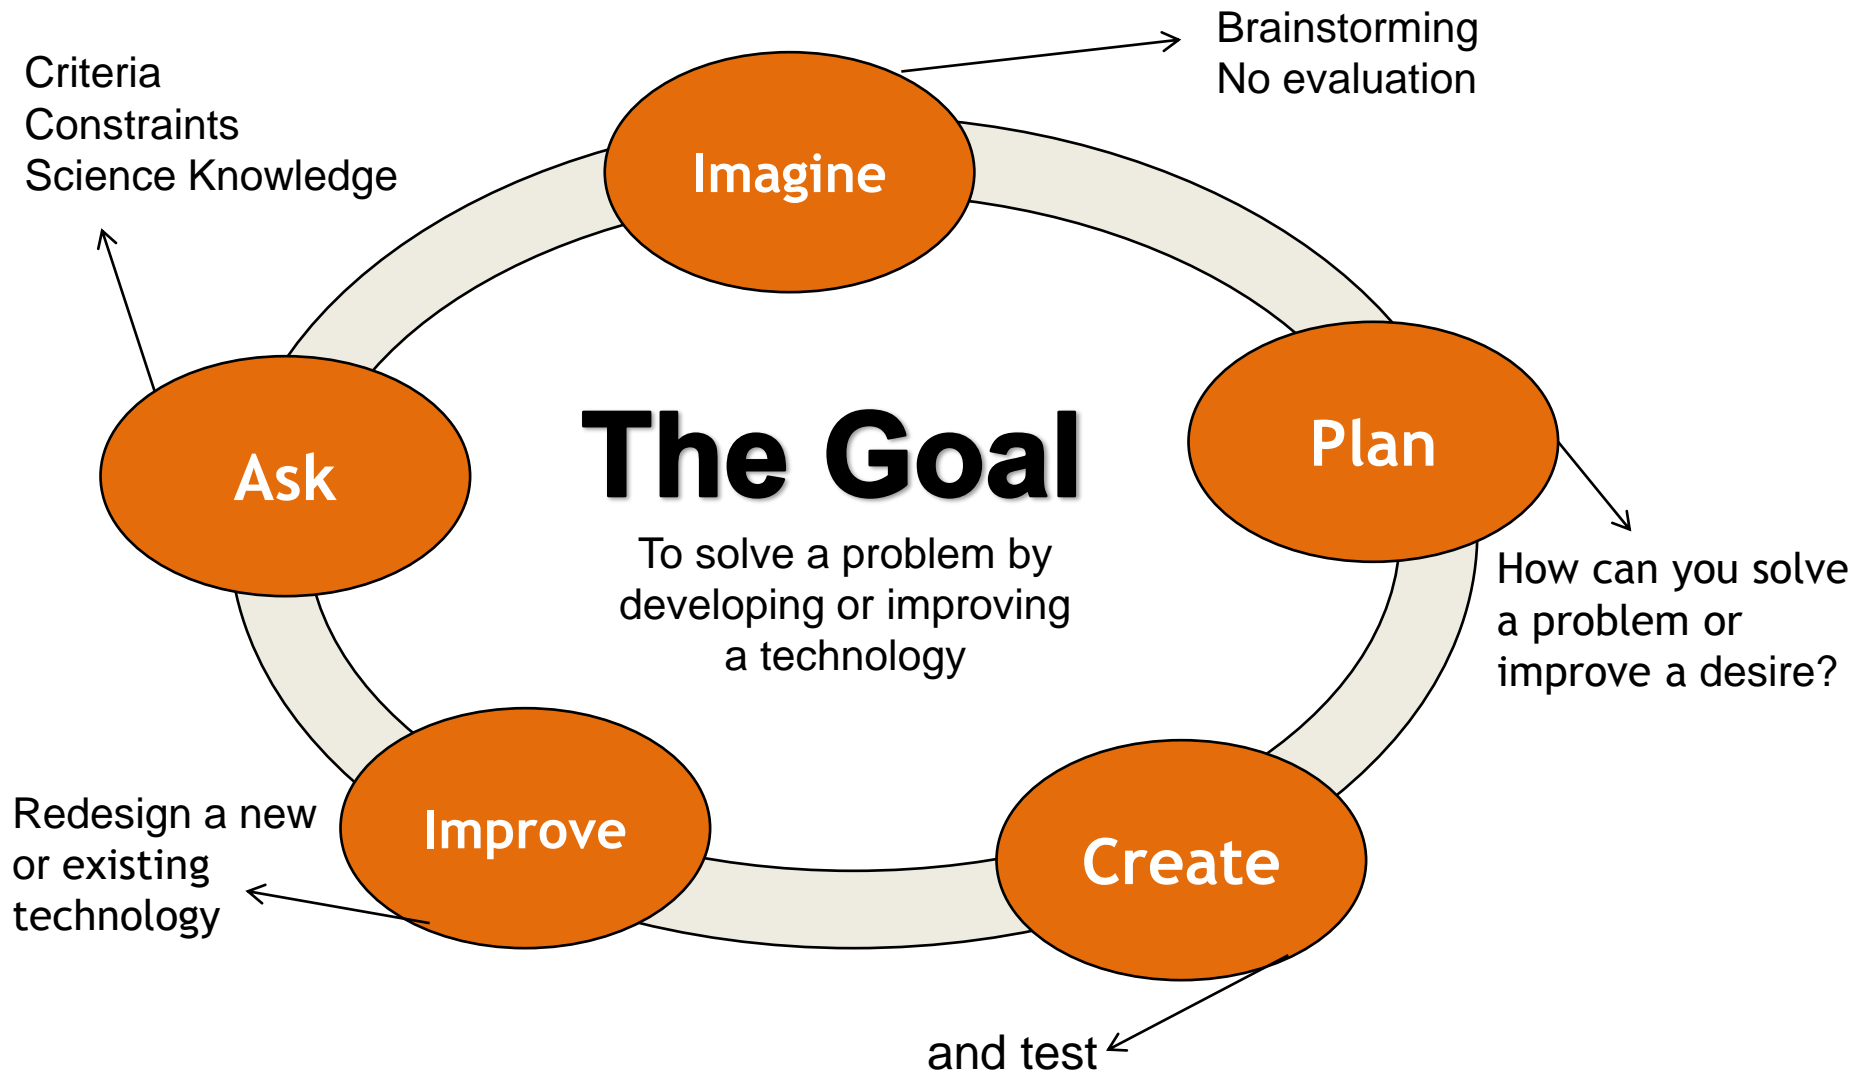 Brainstorming
No evaluation
Criteria
Constraints
Science Knowledge
Imagine
Ask
The Goal
To solve a problem by
developing or improving
a technology
Plan
How can you solve
a problem or
improve a desire?
Improve
Redesign a new
or existing
technology
Create
and test